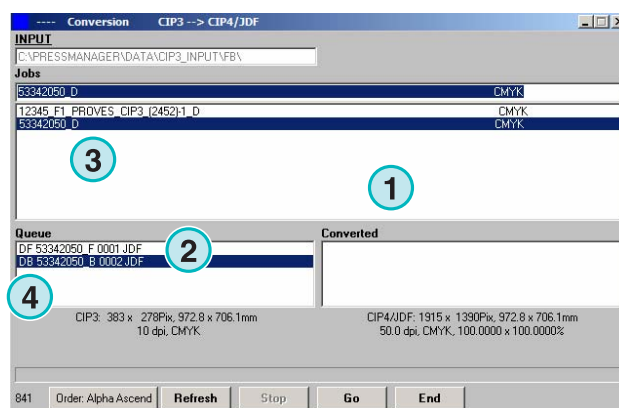 ---- Conversion CIP3 --> CIP4/JDF
INPUT
C:\PRESSMANAGER\DATA\CIP3_INPUT\FB\
Jobs
53342050_D CMYK
12345_F1_PROVES_CIP3_(2452)-1_D CMYK
53342050_D CMYK
3
1
Queue Converted
DF 53342050_F 0001 JDF
2
DB 53342050_B 0002 JDF
4
CIP3: 383 x 278Pix, 972.8 x 706.1mm CIP4/JDF: 1915 x 1390Pix, 972.8 x 706.1mm
10 dpi, CMYK 50.0 dpi, CMYK, 100.0000 x 100.0000%
841 Order: Alpha Ascend Refresh Stop Go End